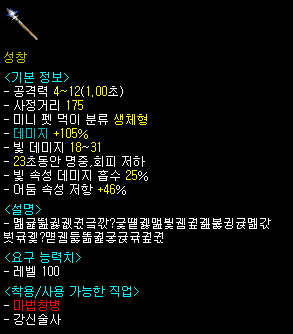 성창
<기본 정보>
- 공격력 4~12(1.00초)
- 사정거리 175
- 미니 펫 먹이 분류 생체형
- 데미지 +105%
- 빛 데미지 18~31
- 23초동안 명중,회피 저하
- 빛 속성 데미지 흡수 25%
- 어둠 속성 저항 +46%
<설명>
<요구 능력치>
- 레벨 100
<착용/사용 가능한 직업>
- 마법창병
- 강신술사